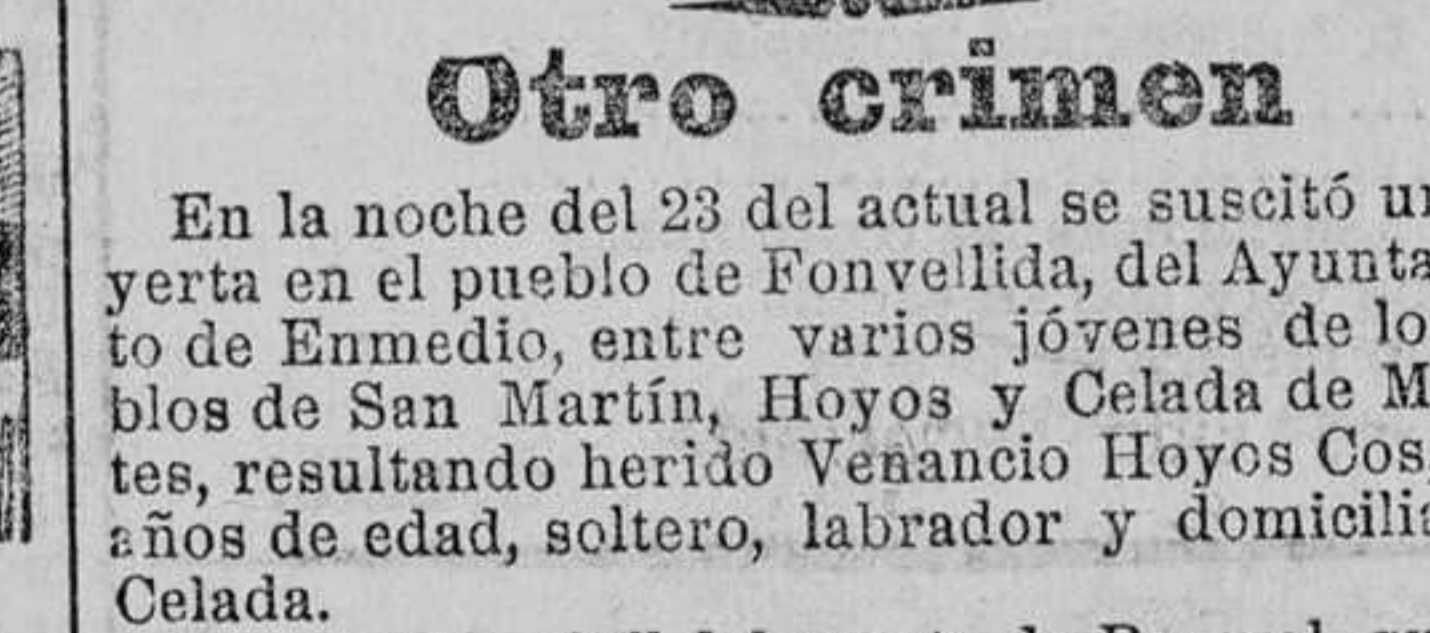 Otro crimen
En la noche del 23 del actual se suscitó
yerta en el pueblo de Fonvellida, del Ayunta
to de Enmedio, entre varios jóvenes de lo
blos de San Martín, Hoyos y Celada de M
tes, resultando herido Venancio Hoyos Cos,
años de edad, soltero, labrador y domicilia
Celada.